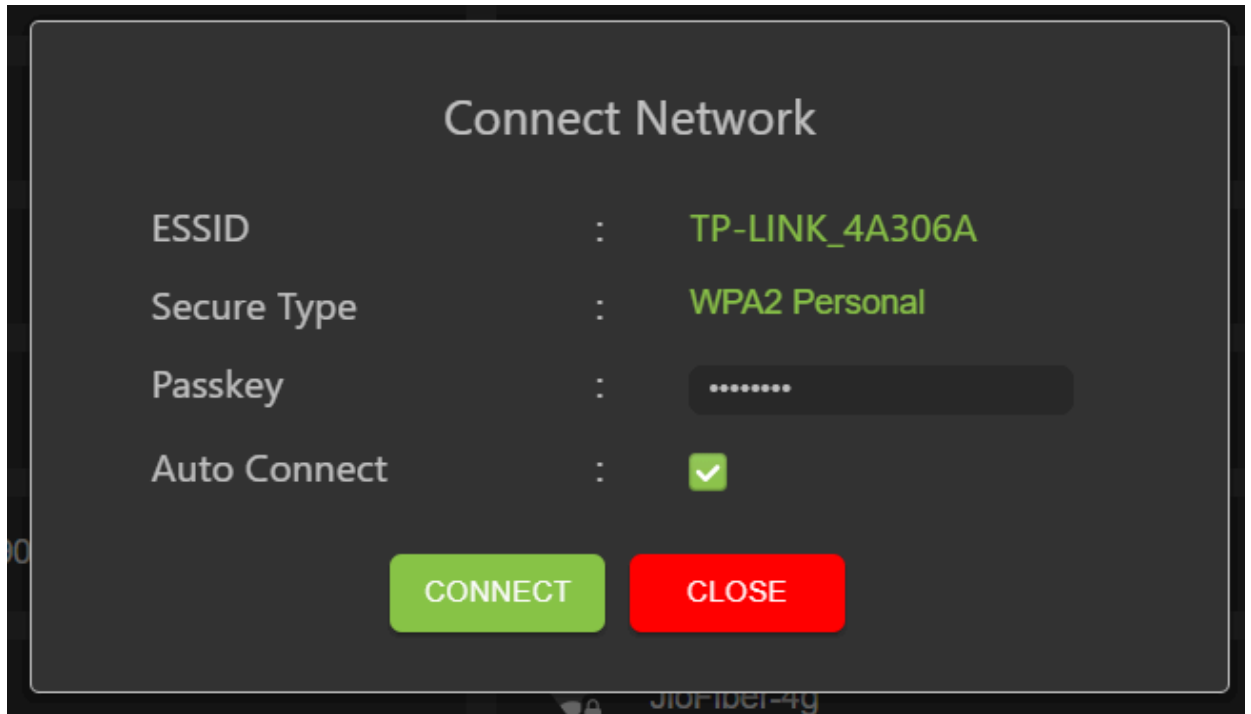 Connect Network
ESSID : TP-LINK_4A306A
Secure Type : WPA2 Personal
Passkey : ••••••••
Auto Connect :
CONNECT CLOSE
JioFiber-4g